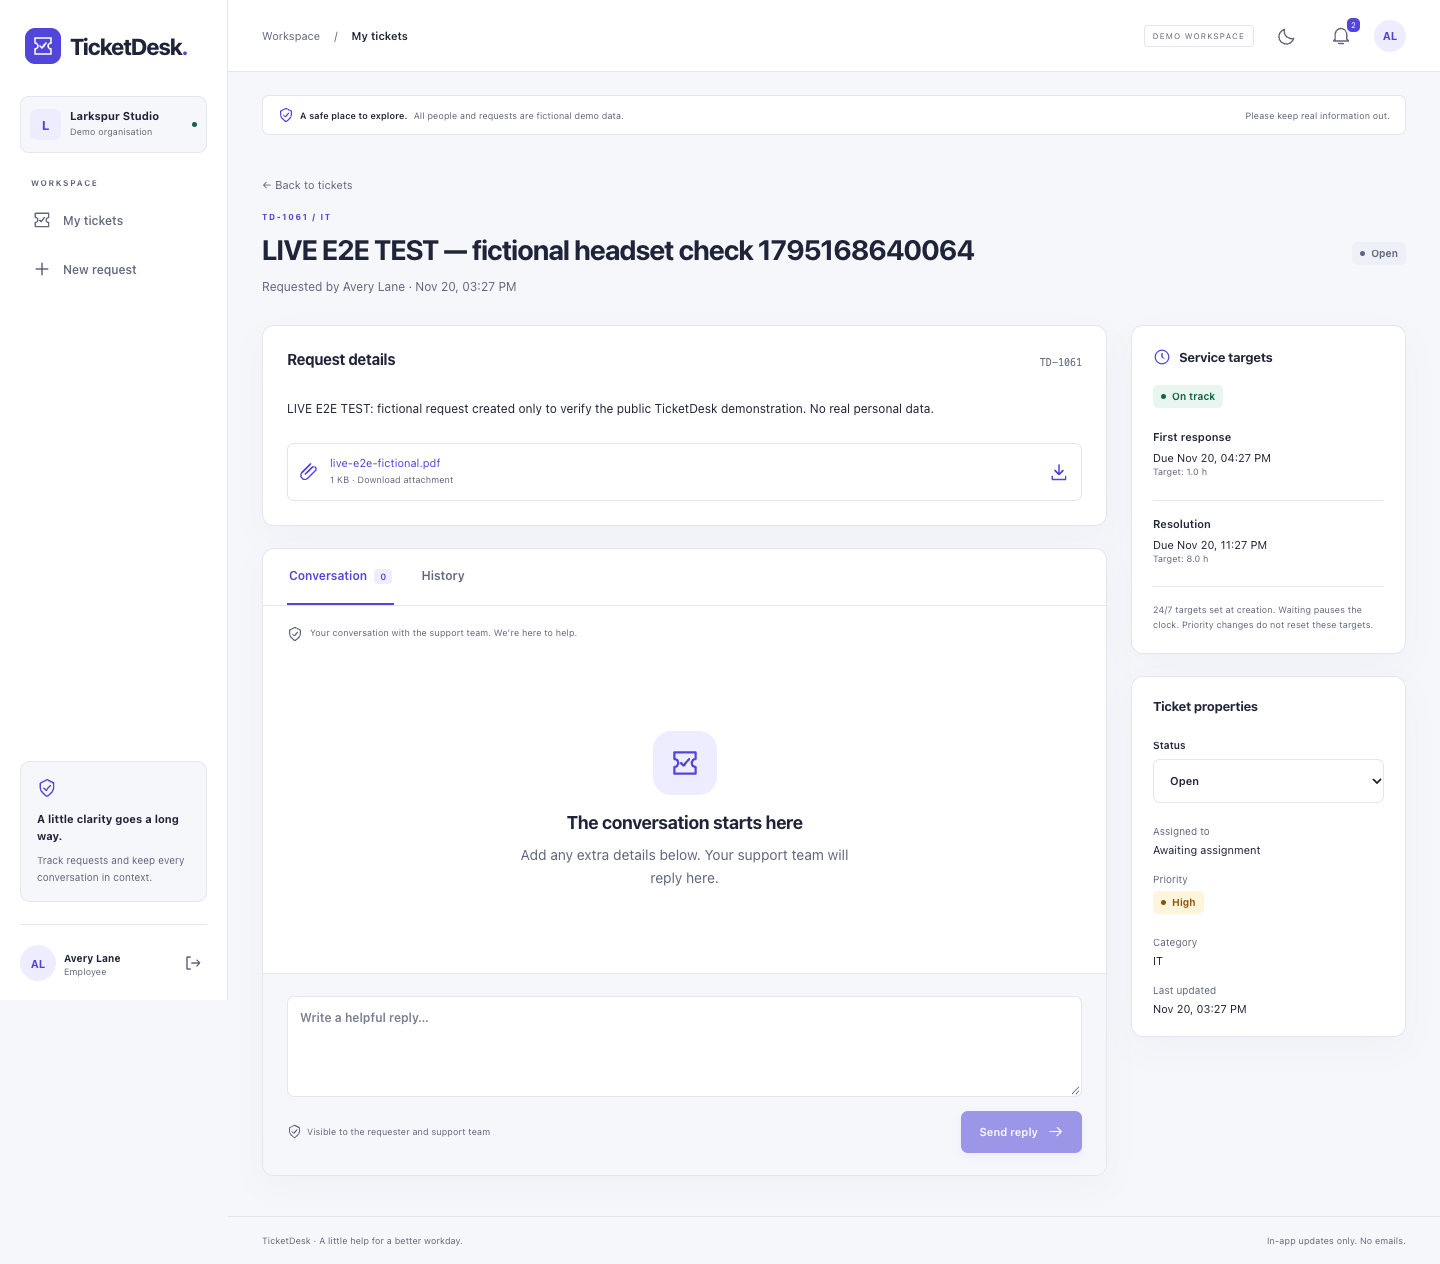 TicketDesk.
L
Larkspur Studio
Demo organisation
WORKSPACE
My tickets
New request
A little clarity goes a long
way.
Track requests and keep every
conversation in context.
AL
Avery Lane
Employee
Workspace / My tickets
DEMO WORKSPACE
2
AL
A safe place to explore. All people and requests are fictional demo data.
Please keep real information out.
← Back to tickets
TD-1061 / IT
LIVE E2E TEST — fictional headset check 1795168640064
Open
Requested by Avery Lane · Nov 20, 03:27 PM
Request details
TD-1061
LIVE E2E TEST: fictional request created only to verify the public TicketDesk demonstration. No real personal data.
live-e2e-fictional.pdf
1 KB · Download attachment
Conversation 0
History
Your conversation with the support team. We're here to help.
The conversation starts here
Add any extra details below. Your support team will
reply here.
Write a helpful reply...
Visible to the requester and support team
Send reply →
Service targets
On track
First response
Due Nov 20, 04:27 PM
Target: 1.0 h
Resolution
Due Nov 20, 11:27 PM
Target: 8.0 h
24/7 targets set at creation. Waiting pauses the
clock. Priority changes do not reset these targets.
Ticket properties
Status
Open
Assigned to
Awaiting assignment
Priority
High
Category
IT
Last updated
Nov 20, 03:27 PM
TicketDesk · A little help for a better workday.
In-app updates only. No emails.